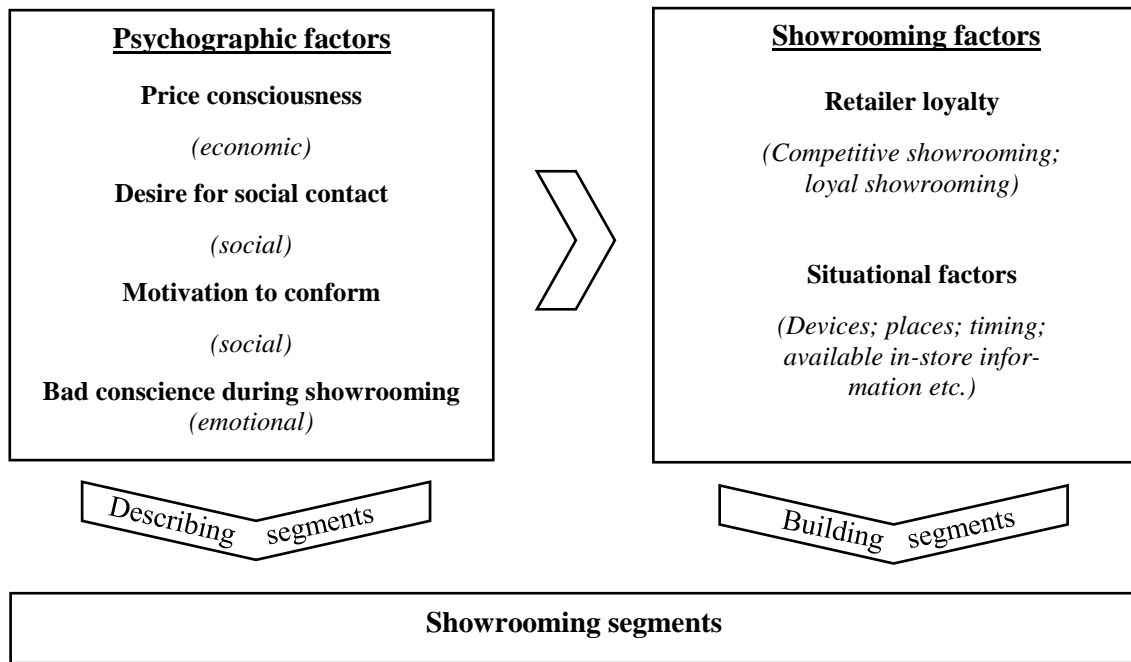 Psychographic factors
Price consciousness
(economic)
Desire for social contact
(social)
Motivation to conform
(social)
Bad conscience during showrooming
(emotional)
Showrooming factors
Retailer loyalty
(Competitive showrooming;
loyal showrooming)
Situational factors
(Devices; places; timing;
available in-store infor-
mation etc.)
Describing segments
Building segments
Showrooming segments